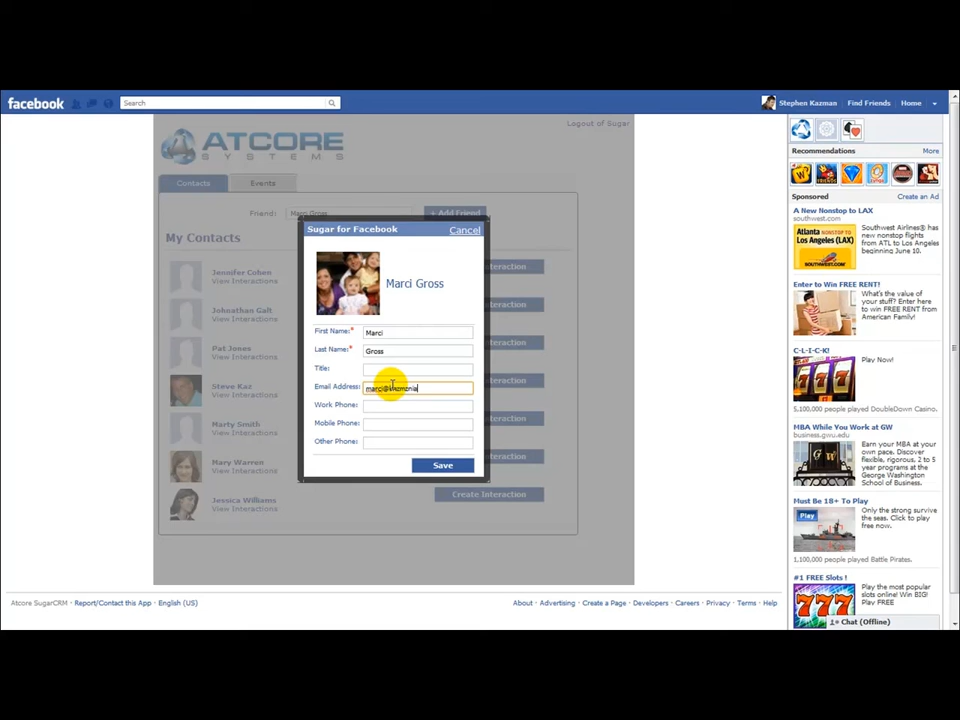 facebook
Search
Stephen Kazman Find Friends Home
Logout of Sugar
ATCORE
SYSTEMS
Contacts Events
Friend: Marci Gross + Add Friend
My Contacts
Jennifer Cohen
View Interactions
Johnathan Galt
View Interactions
Pat Jones
View Interactions
Steve Kaz
View Interactions
Marty Smith
View Interactions
Mary Warren
View Interactions
Jessica Williams
View Interactions
Create Interaction
Sugar for Facebook Cancel
Marci Gross
First Name:* Marci
Last Name:* Gross
Title:
Email Address:
Work Phone:
Mobile Phone:
Other Phone:
Save
Recommendations More
Sponsored Create an Ad
A New Nonstop to LAX
southwest.com
Atlanta NONSTOP TO
Los Angeles (LAX)
Southwest Airlines® has
new nonstop flights
from ATL to LAX
beginning June 10.
Enter to Win FREE RENT!
What's the value of
your stuff? Enter here
to win FREE RENT from
American Family!
C-L-I-C-K!
Play Now!
5,100,000 people played DoubleDown Casino.
MBA While You Work at GW
business.gwu.edu
Earn your MBA at your
own pace. Discover
flexible, rigorous, 2 to 5
year programs at the
George Washington
School of Business.
Must Be 18+ To Play
Play
Only the strong survive
the seas. Click to play
free now.
1,100,000 people played Battle Pirates.
#1 FREE Slots !
777
Play the most popular
slots online! Win BIG!
Play FREE
Chat (Offline)
Atcore SugarCRM · Report/Contact this App · English (US)
About · Advertising · Create a Page · Developers · Careers · Privacy · Terms · Help